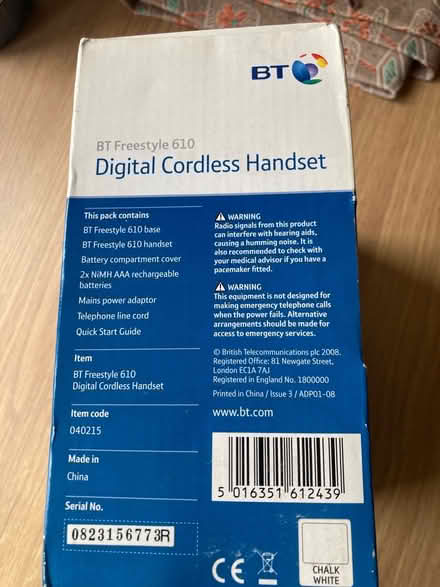 BT
BT Freestyle 610
Digital Cordless Handset
This pack contains
BT Freestyle 610 base
BT Freestyle 610 handset
Battery compartment cover
2x NiMH AAA rechargeable
batteries
Mains power adaptor
Telephone line cord
Quick Start Guide
Item
BT Freestyle 610
Digital Cordless Handset
Item code
040215
Made in
China
Serial No.
0823156773R
WARNING
Radio signals from this product
can interfere with hearing aids,
causing a humming noise. It is
also recommended to check with
your medical advisor if you have a
pacemaker fitted.
WARNING
This equipment is not designed for
making emergency telephone calls
when the power fails. Alternative
arrangements should be made for
access to emergency services.
© British Telecommunications plc 2008.
Registered Office: 81 Newgate Street,
London EC1A 7AJ
Registered in England No. 1800000
Printed in China / Issue 3 / ADP01-08
www.bt.com
5 016351 612439
CE
CHALK
WHITE